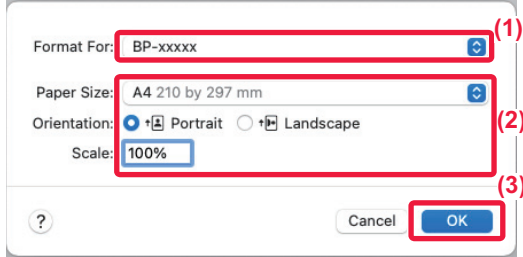 (1)
Format For: BP-xxxxx
Paper Size: A4 210 by 297 mm
Orientation: Portrait Landscape
(2)
Scale: 100%
(3)
? Cancel OK